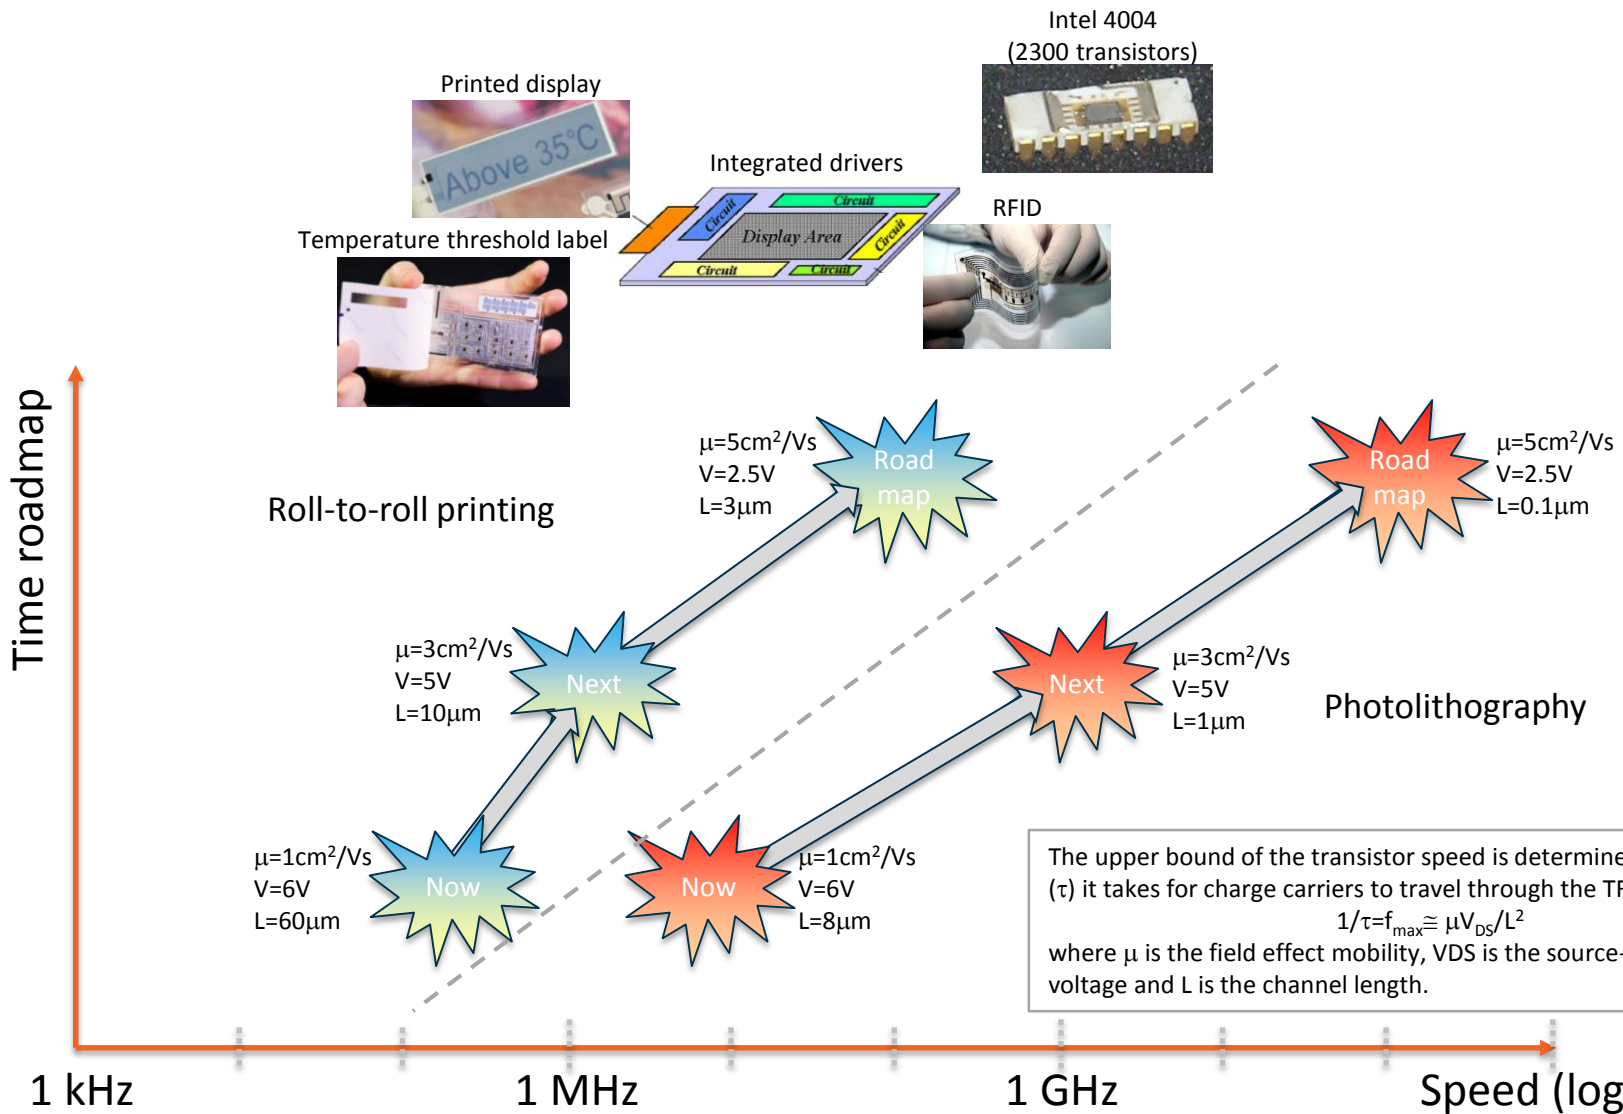 Intel 4004
(2300 transistors)
Printed display
Above 35°C
Integrated drivers
Circuit
Circuit
Circuit
Display Area
Circuit
Circuit
RFID
Temperature threshold label
Time roadmap
Roll-to-roll printing
μ=5cm²/Vs
V=2.5V
L=3μm
Road
map
Road
map
μ=5cm²/Vs
V=2.5V
L=0.1μm
μ=3cm²/Vs
V=5V
L=10μm
Next
Next
μ=3cm²/Vs
V=5V
L=1μm
Photolithography
μ=1cm²/Vs
V=6V
L=60μm
Now
Now
μ=1cm²/Vs
V=6V
L=8μm
The upper bound of the transistor speed is determine
(τ) it takes for charge carriers to travel through the TF
1/τ=fₘₐₓ≅ μV_DS/L²
where μ is the field effect mobility, VDS is the source-
voltage and L is the channel length.
1 kHz
1 MHz
1 GHz
Speed (log